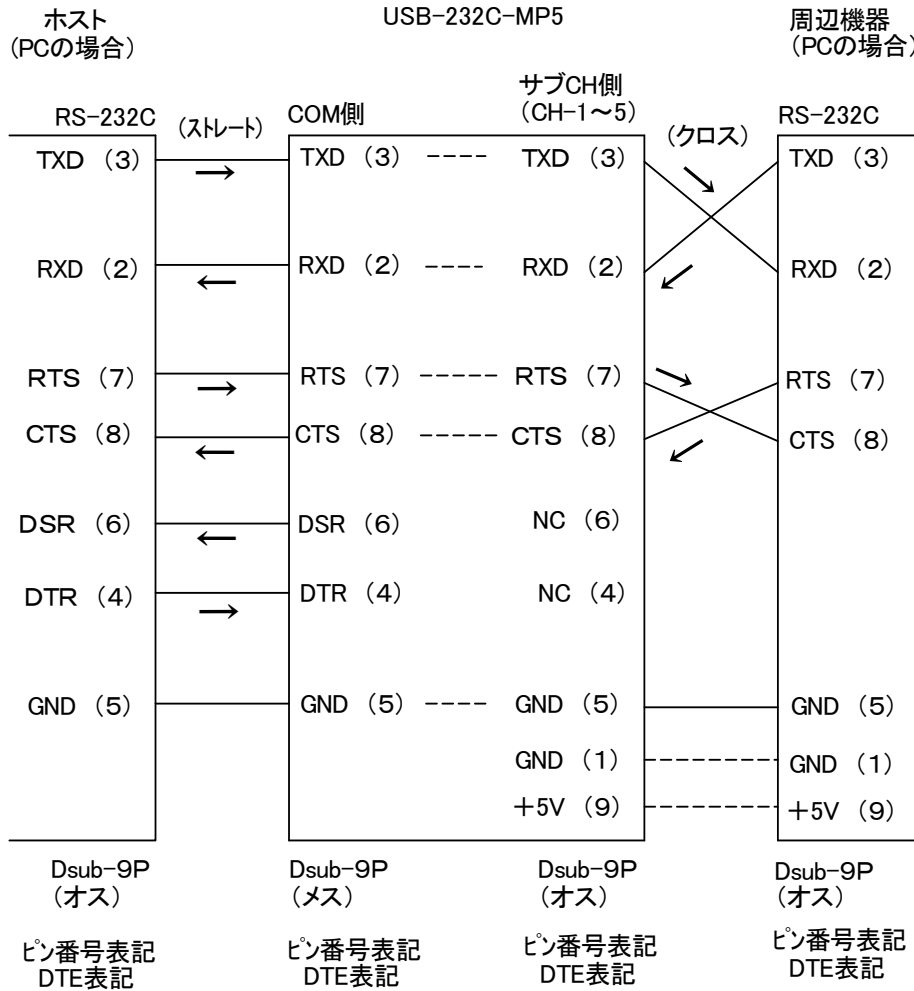 ホスト
(PCの場合)
USB-232C-MP5
周辺機器
(PCの場合)
RS-232C
(ストレート)
COM側
サブCH側
(CH-1～5)
(クロス)
RS-232C
TXD (3)
TXD (3) ---- TXD (3)
TXD (3)
RXD (2)
RXD (2) ---- RXD (2)
RXD (2)
RTS (7)
RTS (7) ----- RTS (7)
RTS (7)
CTS (8)
CTS (8) ----- CTS (8)
CTS (8)
DSR (6)
DSR (6)
NC (6)
DTR (4)
DTR (4)
NC (4)
GND (5)
GND (5) ---- GND (5)
GND (5)
GND (1)
GND (1)
+5V (9)
+5V (9)
Dsub-9P
(オス)
Dsub-9P
(メス)
Dsub-9P
(オス)
Dsub-9P
(オス)
ピン番号表記
DTE表記
ピン番号表記
DTE表記
ピン番号表記
DTE表記
ピン番号表記
DTE表記